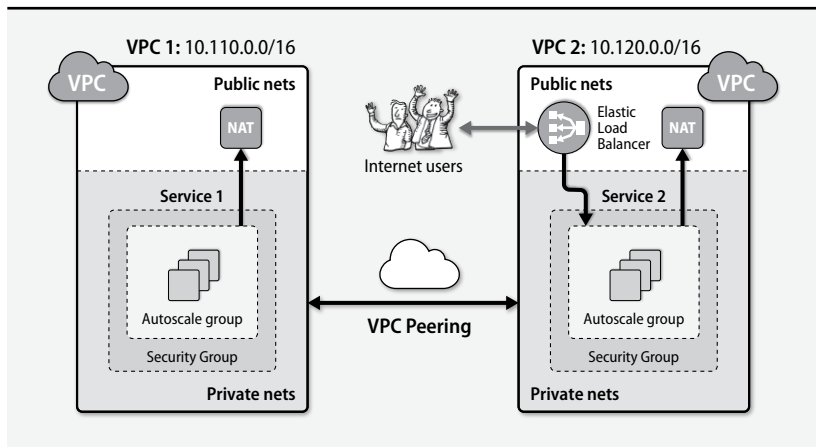 VPC 1: 10.110.0.0/16
VPC
Public nets
NAT
Service 1
Autoscale group
Security Group
Private nets
Internet users
VPC Peering
VPC 2: 10.120.0.0/16
VPC
Public nets
Elastic
Load
Balancer
NAT
Service 2
Autoscale group
Security Group
Private nets